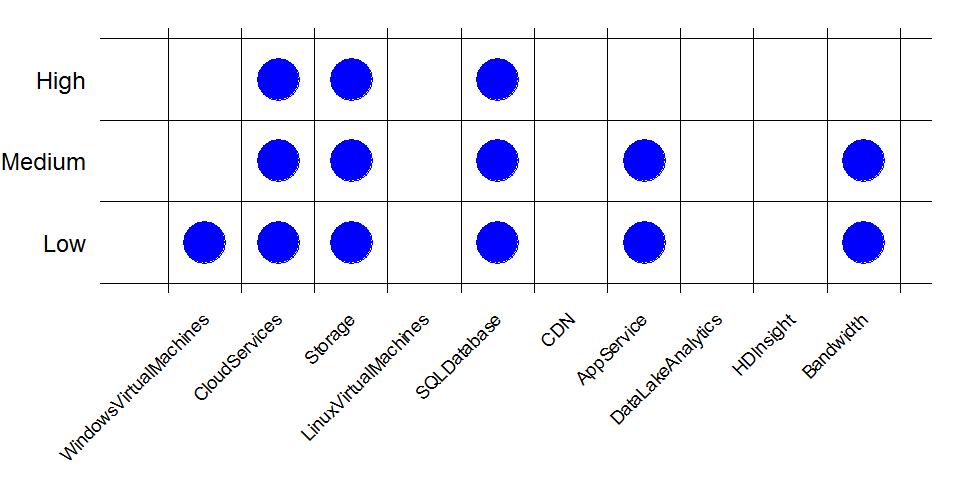 High
Medium
Low
WindowsVirtualMachines
CloudServices
Storage
LinuxVirtualMachines
SQLDatabase
CDN
AppService
DataLakeAnalytics
HDInsight
Bandwidth